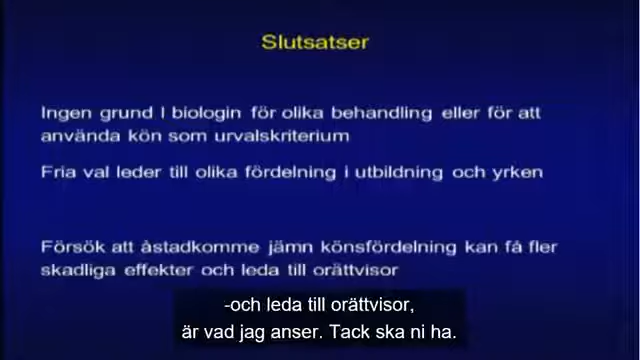 Slutsatser
Ingen grund I biologin för olika behandling eller för att
använda kön som urvalskriterium
Fria val leder till olika fördelning i utbildning och yrken
Försök att åstadkomme jämn könsfördelning kan få fler
skadliga effekter och leda till orättvisor
-och leda till orättvisor,
är vad jag anser. Tack ska ni ha.